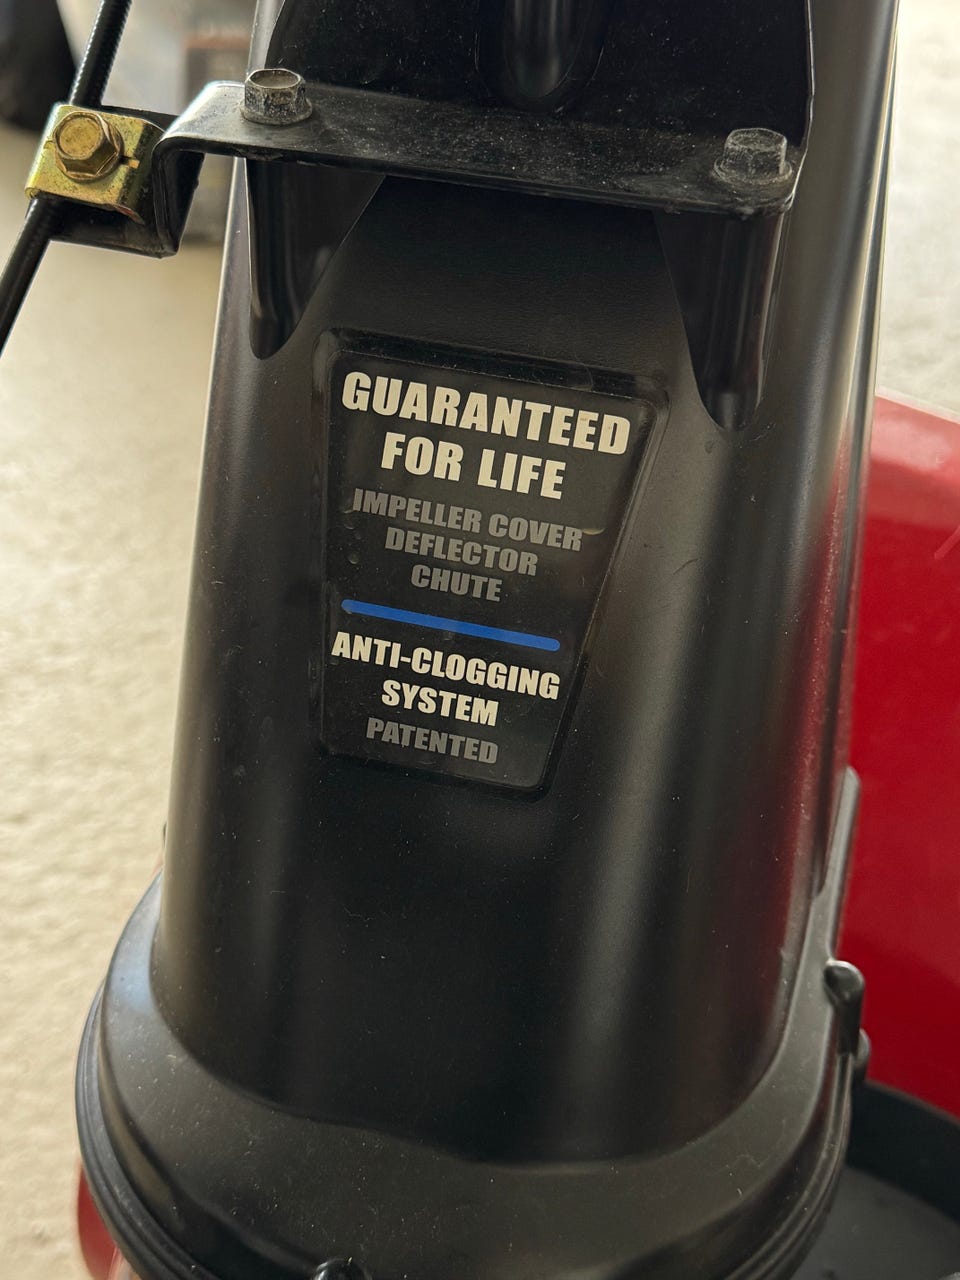 GUARANTEED
FOR LIFE
IMPELLER COVER
DEFLECTOR
CHUTE
ANTI-CLOGGING
SYSTEM
PATENTED